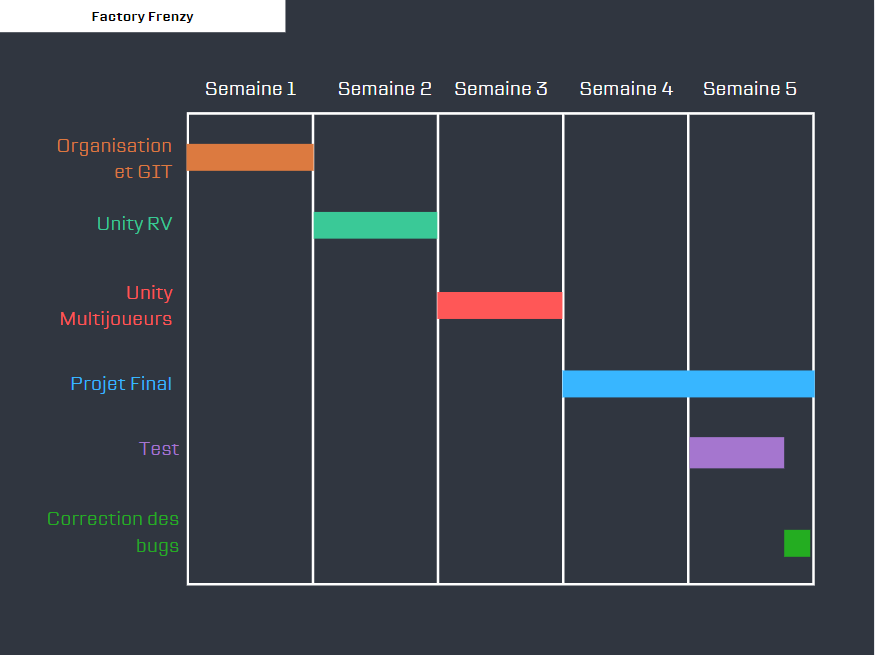 Factory Frenzy
Semaine 1
Semaine 2
Semaine 3
Semaine 4
Semaine 5
Organisation
et GIT
Unity RV
Unity
Multijoueurs
Projet Final
Test
Correction des
bugs